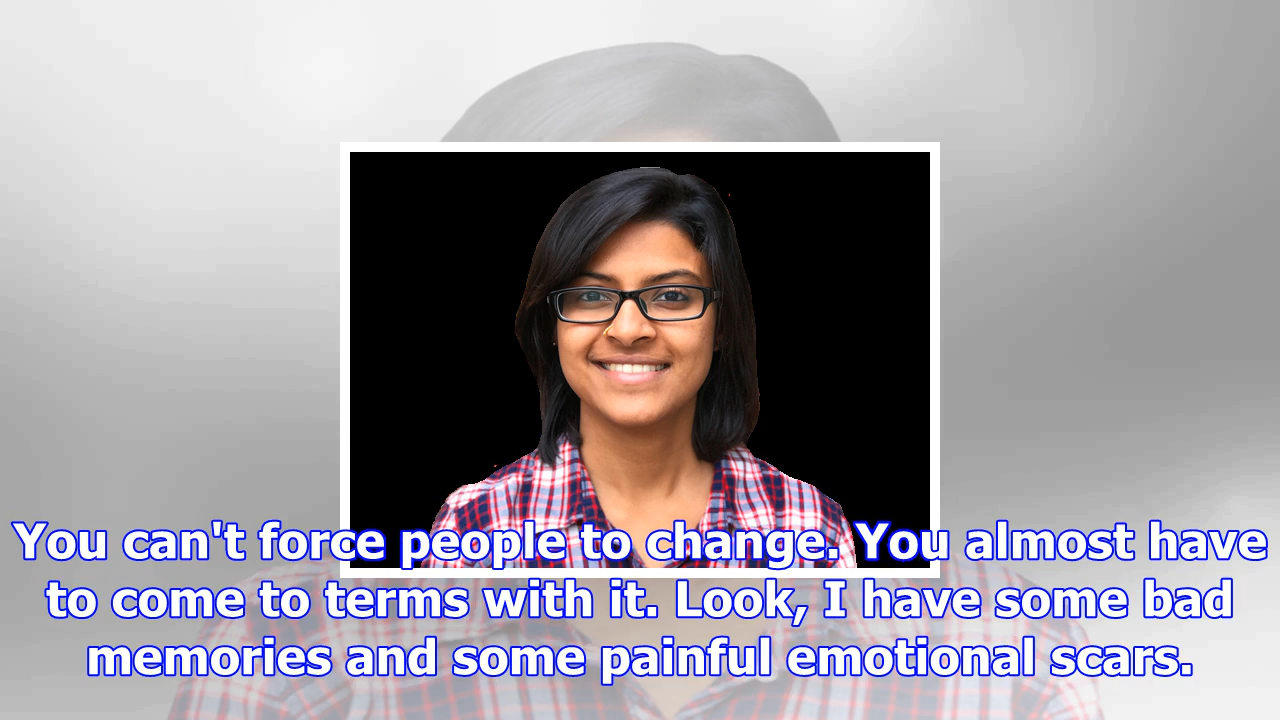 You can't force people to change. You almost have
to come to terms with it. Look, I have some bad
memories and some painful emotional scars.